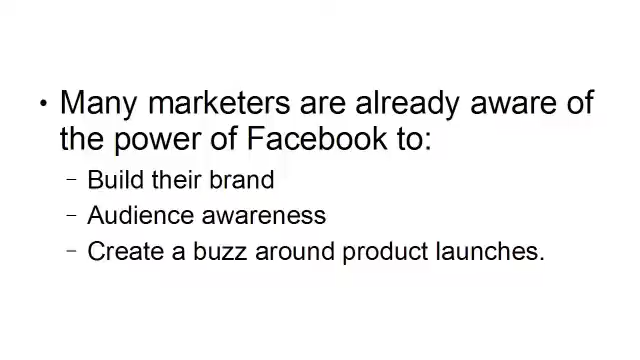 • Many marketers are already aware of
the power of Facebook to:
– Build their brand
– Audience awareness
– Create a buzz around product launches.